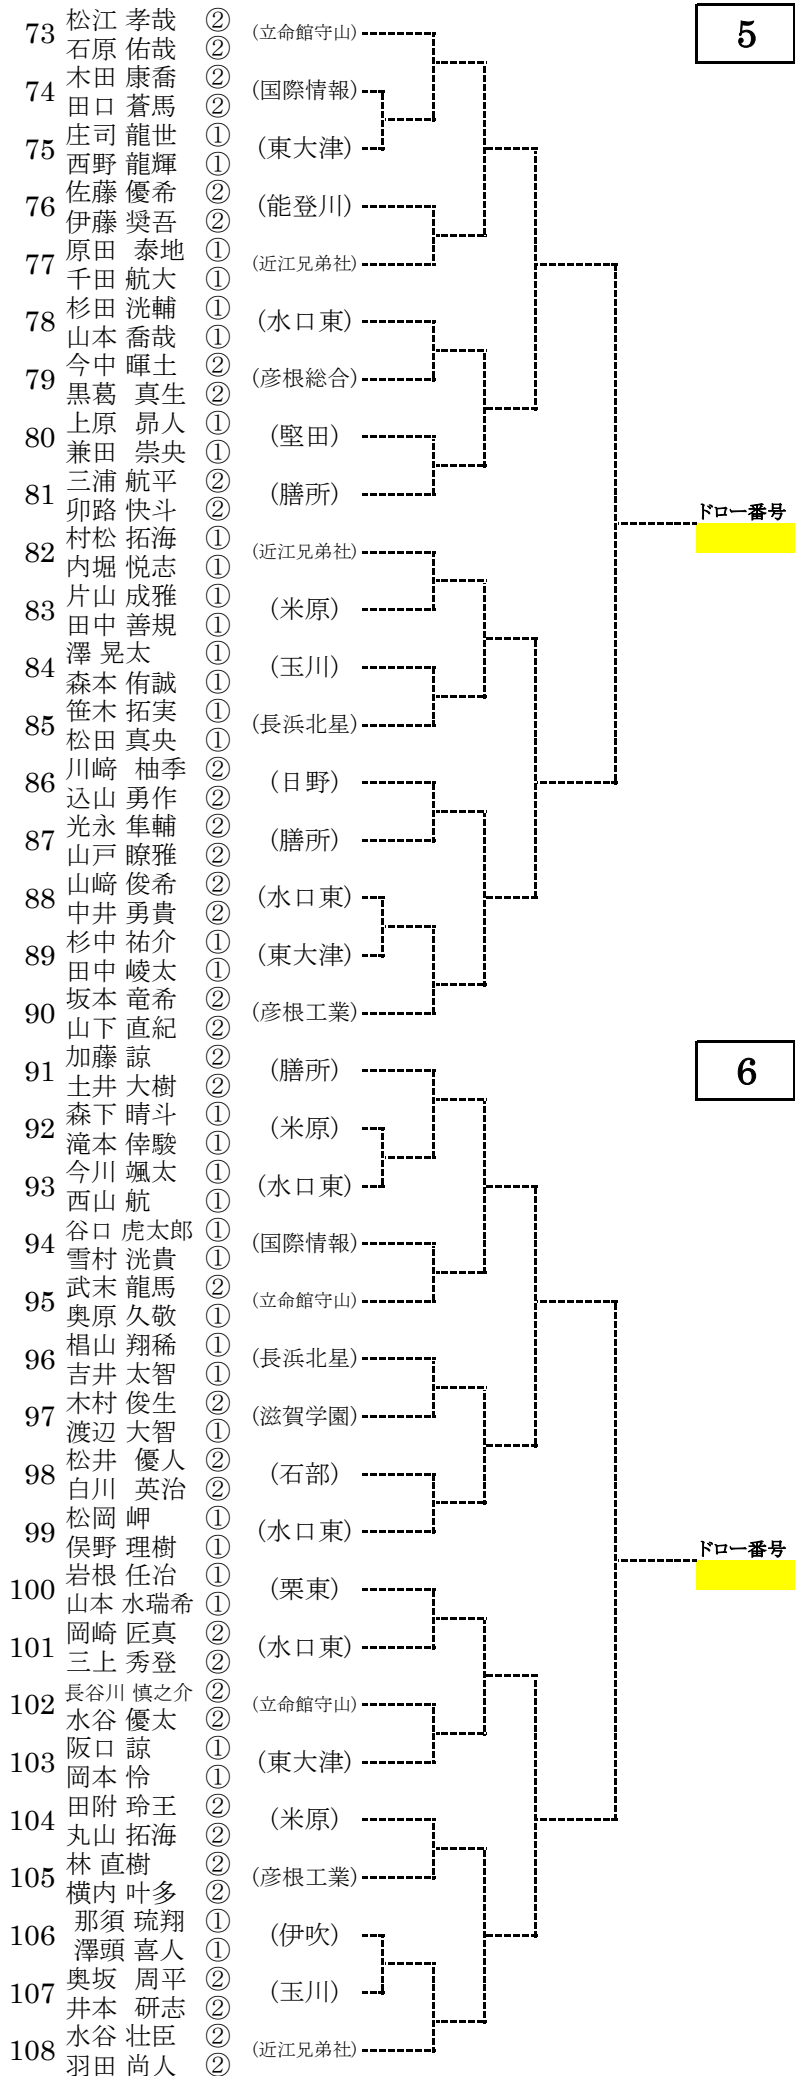 5
松江 孝哉 ②
73 (立命館守山)
石原 佑哉 ②
木田 康喬 ②
74 (国際情報)
田口 蒼馬 ②
庄司 龍世 ①
75 (東大津)
西野 龍輝 ①
佐藤 優希 ②
76 (能登川)
伊藤 奨吾 ②
原田 泰地 ①
77 (近江兄弟社)
千田 航大 ①
杉田 洸輔 ①
78 (水口東)
山本 喬哉 ①
今中 暉土 ②
79 (彦根総合)
黒葛 真生 ②
上原 昴人 ①
80 (堅田)
兼田 崇央 ①
三浦 航平 ②
81 (膳所)
卯路 快斗 ②
ドロー番号
村松 拓海 ①
82 (近江兄弟社)
内堀 悦志 ①
片山 成雅 ①
83 (米原)
田中 善規 ①
澤 晃太 ①
84 (玉川)
森本 侑誠 ①
笹木 拓実 ①
85 (長浜北星)
松田 真央 ①
川﨑 柚季 ②
86 (日野)
込山 勇作 ②
光永 隼輔 ②
87 (膳所)
山戸 瞭雅 ②
山﨑 俊希 ②
88 (水口東)
中井 勇貴 ②
杉中 祐介 ①
89 (東大津)
田中 崚太 ①
坂本 竜希 ②
90 (彦根工業)
山下 直紀 ②
6
加藤 諒 ②
91 (膳所)
土井 大樹 ②
森下 晴斗 ①
92 (米原)
滝本 倖駿 ①
今川 颯太 ①
93 (水口東)
西山 航 ①
谷口 虎太郎 ①
94 (国際情報)
雪村 洸貴 ①
武末 龍馬 ②
95 (立命館守山)
奥原 久敬 ①
椙山 翔稀 ①
96 (長浜北星)
吉井 太智 ①
木村 俊生 ②
97 (滋賀学園)
渡辺 大智 ①
松井 優人 ②
98 (石部)
白川 英治 ②
松岡 岬 ①
99 (水口東)
俣野 理樹 ①
ドロー番号
岩根 任冶 ①
100 (栗東)
山本 水瑞希 ①
岡崎 匠真 ②
101 (水口東)
三上 秀登 ②
長谷川 慎之介 ②
102 (立命館守山)
水谷 優太 ②
阪口 諒 ①
103 (東大津)
岡本 怜 ①
田附 玲王 ②
104 (米原)
丸山 拓海 ②
林 直樹 ②
105 (彦根工業)
横内 叶多 ②
那須 琉翔 ①
106 (伊吹)
澤頭 喜人 ①
奥坂 周平 ②
107 (玉川)
井本 研志 ②
水谷 壮臣 ②
108 (近江兄弟社)
羽田 尚人 ②